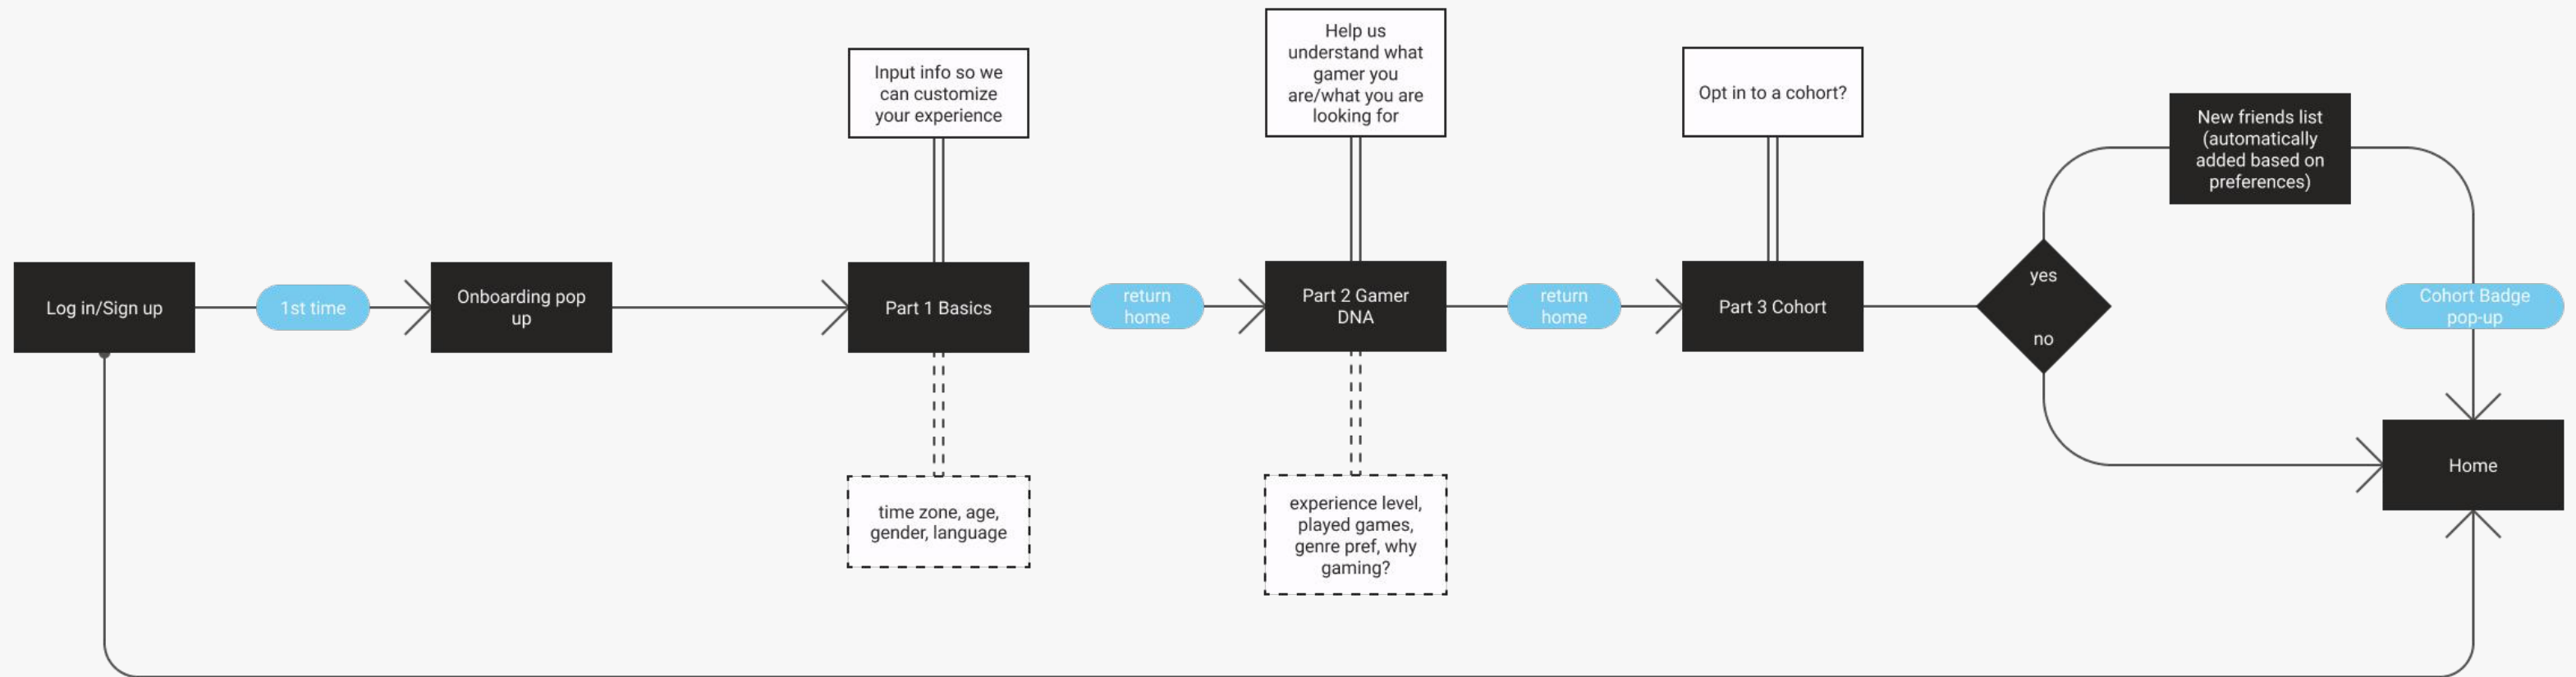 Log in/Sign up
1st time
Onboarding pop
up
Input info so we
can customize
your experience
Part 1 Basics
time zone, age,
gender, language
return
home
Help us
understand what
gamer you
are/what you are
looking for
Part 2 Gamer
DNA
experience level,
played games,
genre pref, why
gaming?
return
home
Opt in to a cohort?
Part 3 Cohort
yes
no
New friends list
(automatically
added based on
preferences)
Cohort Badge
pop-up
Home